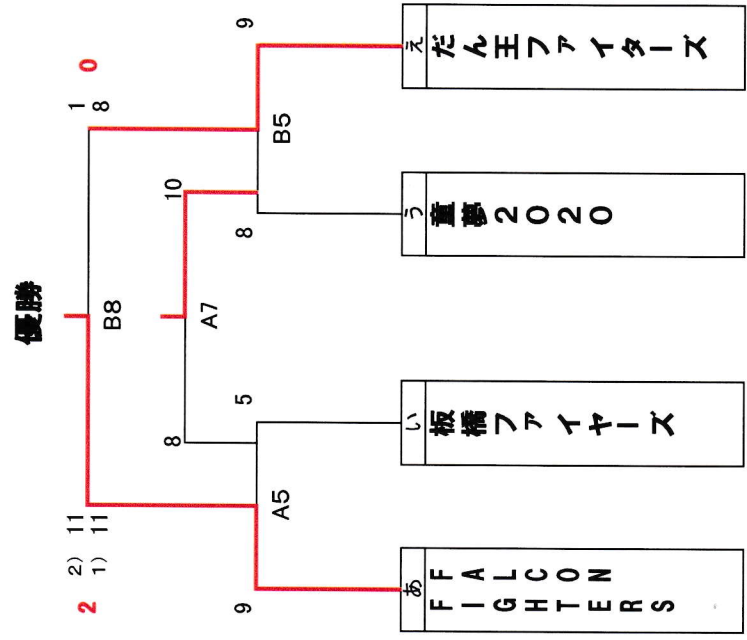 優勝
2
2) 11
1) 11
1
8
0
B8
10
8
A7
9
5
A5
8
9
B5
あ
FALCON
FIGHTERS
い
板橋ファイヤーズ
う
童夢2020
え
だん王ファイターズ